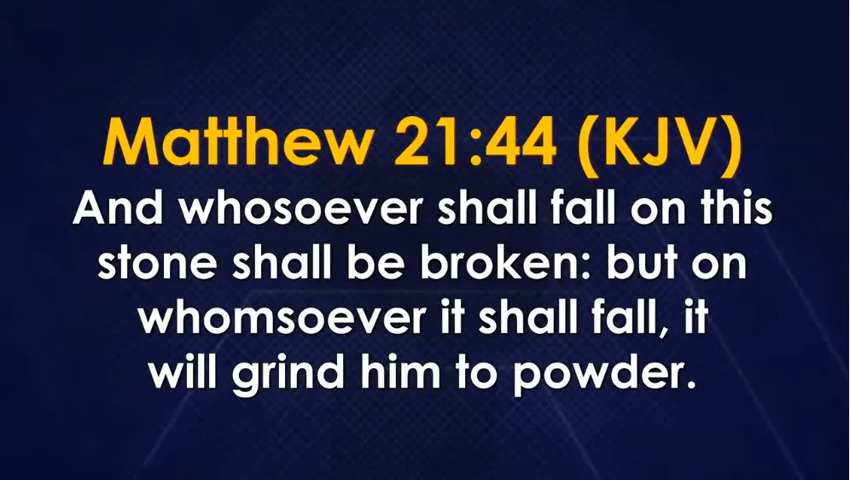 Matthew 21:44 (KJV)
And whosoever shall fall on this
stone shall be broken: but on
whomsoever it shall fall, it
will grind him to powder.